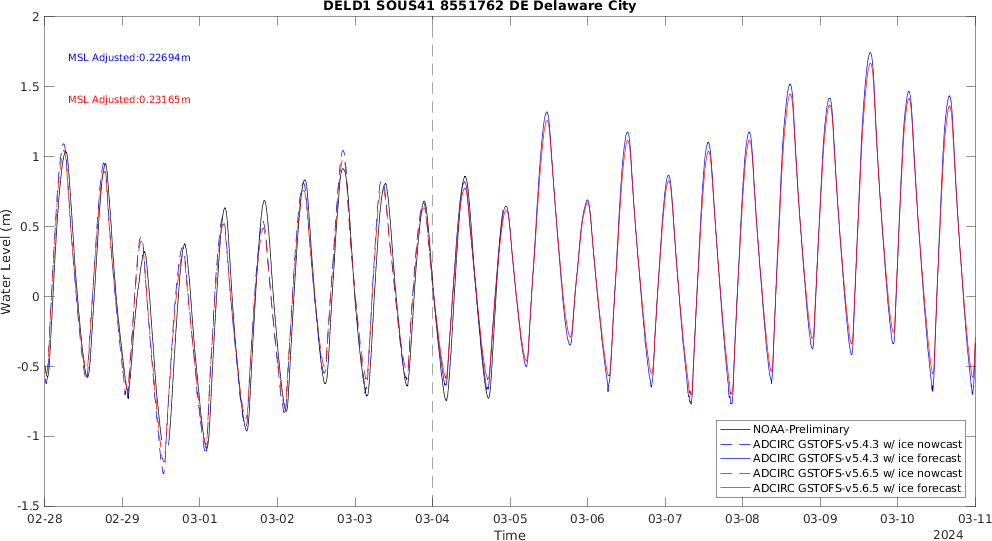 DELD1 SOUS41 8551762 DE Delaware City
2
1.5
1
0.5
0
-0.5
-1
-1.5
Water Level (m)
MSL Adjusted:0.22694m
MSL Adjusted:0.23165m
NOAA-Preliminary
ADCIRC GSTOFS-v5.4.3 w/ ice nowcast
ADCIRC GSTOFS-v5.4.3 w/ ice forecast
ADCIRC GSTOFS-v5.6.5 w/ ice nowcast
ADCIRC GSTOFS-v5.6.5 w/ ice forecast
02-28 02-29 03-01 03-02 03-03 03-04 03-05 03-06 03-07 03-08 03-09 03-10 03-11
Time
2024